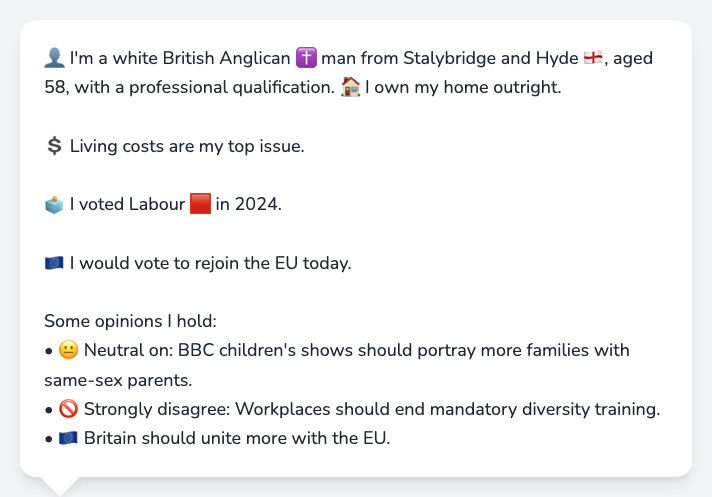 👤 I'm a white British Anglican ✝️ man from Stalybridge and Hyde 🏴󠁧󠁢󠁥󠁮󠁧󠁿, aged
58, with a professional qualification. 🏠 I own my home outright.
💲 Living costs are my top issue.
🗳️ I voted Labour 🟥 in 2024.
🇪🇺 I would vote to rejoin the EU today.
Some opinions I hold:
• 😐 Neutral on: BBC children's shows should portray more families with
same-sex parents.
• 🚫 Strongly disagree: Workplaces should end mandatory diversity training.
• 🇪🇺 Britain should unite more with the EU.